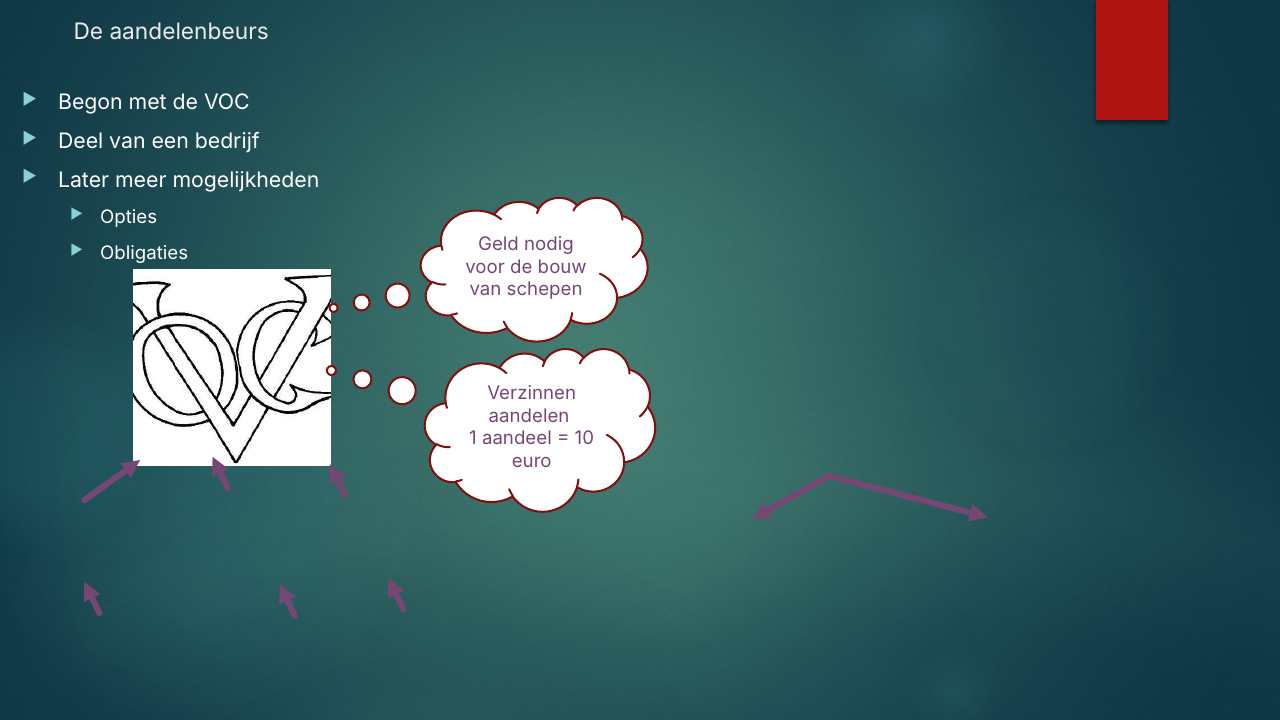 De aandelenbeurs
Begon met de VOC
Deel van een bedrijf
Later meer mogelijkheden
Opties
Obligaties
VOC
Geld nodig
voor de bouw
van schepen
Verzinnen
aandelen
1 aandeel = 10
euro